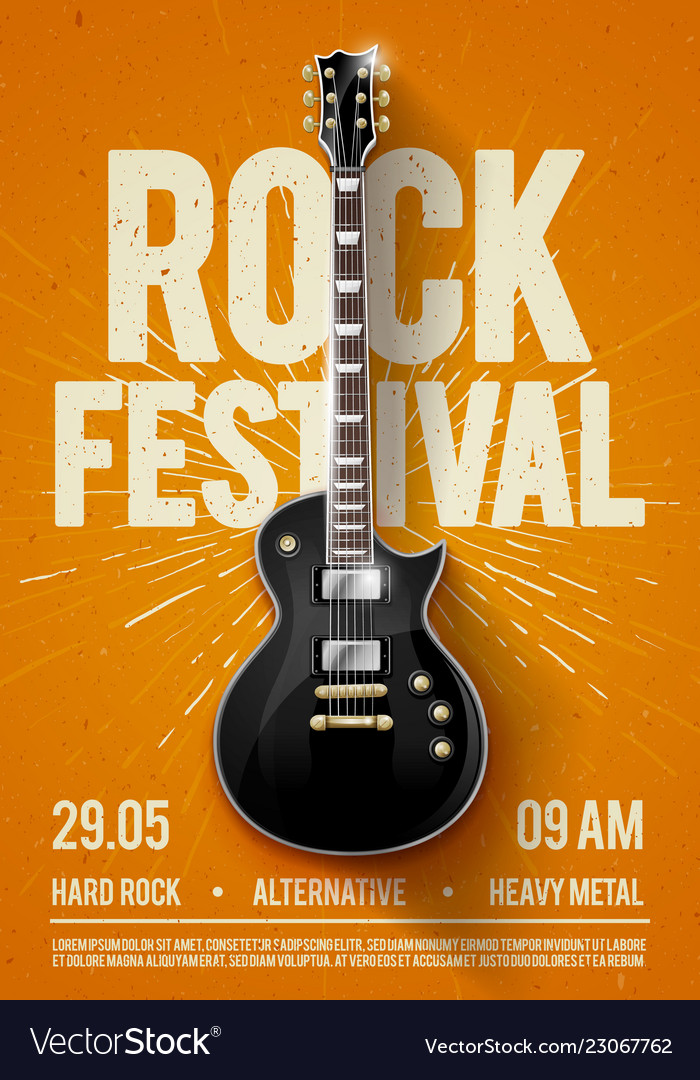 ROCK
FESTIVAL
29.05 09 AM
HARD ROCK • ALTERNATIVE • HEAVY METAL
LOREM IPSUM DOLOR SIT AMET, CONSETETUR SADIPSCING ELITR, SED DIAM NONUMY EIRMOD TEMPOR INVIDUNT UT LABORE
ET DOLORE MAGNA ALIQUYAM ERAT, SED DIAM VOLUPTUA. AT VERO EOS ET ACCUSAM ET JUSTO DUO DOLORES ET EA REBUM
VectorStock®
VectorStock.com/23067762